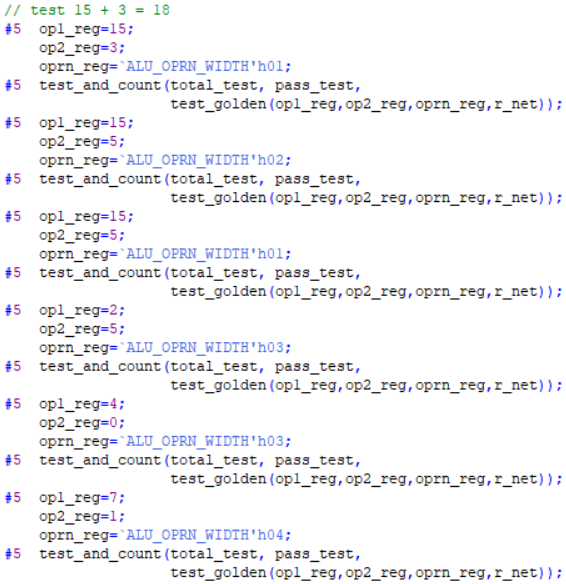 // test 15 + 3 = 18
#5  op1_reg=15;
    op2_reg=3;
    oprn_reg=`ALU_OPRN_WIDTH'h01;
#5  test_and_count(total_test, pass_test,
                   test_golden(op1_reg,op2_reg,oprn_reg,r_net));
#5  op1_reg=15;
    op2_reg=5;
    oprn_reg=`ALU_OPRN_WIDTH'h02;
#5  test_and_count(total_test, pass_test,
                   test_golden(op1_reg,op2_reg,oprn_reg,r_net));
#5  op1_reg=15;
    op2_reg=5;
    oprn_reg=`ALU_OPRN_WIDTH'h01;
#5  test_and_count(total_test, pass_test,
                   test_golden(op1_reg,op2_reg,oprn_reg,r_net));
#5  op1_reg=2;
    op2_reg=5;
    oprn_reg=`ALU_OPRN_WIDTH'h03;
#5  test_and_count(total_test, pass_test,
                   test_golden(op1_reg,op2_reg,oprn_reg,r_net));
#5  op1_reg=4;
    op2_reg=0;
    oprn_reg=`ALU_OPRN_WIDTH'h03;
#5  test_and_count(total_test, pass_test,
                   test_golden(op1_reg,op2_reg,oprn_reg,r_net));
#5  op1_reg=7;
    op2_reg=1;
    oprn_reg=`ALU_OPRN_WIDTH'h04;
#5  test_and_count(total_test, pass_test,
                   test_golden(op1_reg,op2_reg,oprn_reg,r_net));